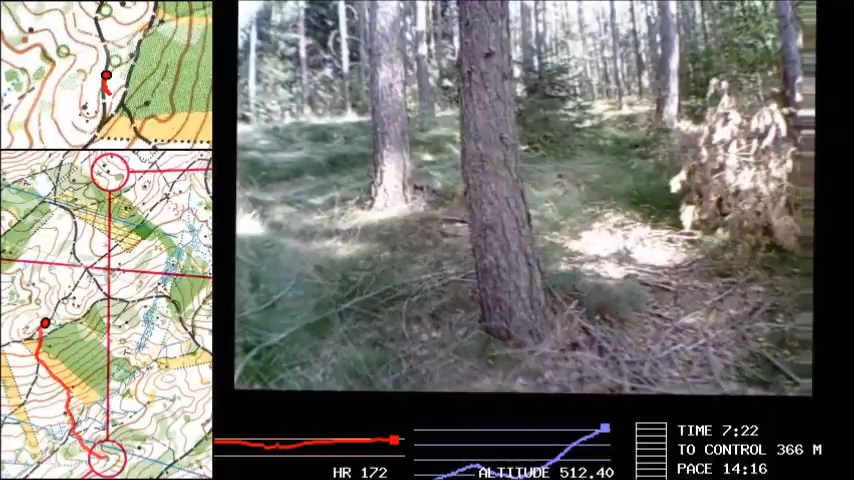 TIME 7:22
TO CONTROL 366 M
HR 172
ALTITUDE 512.40
PACE 14:16